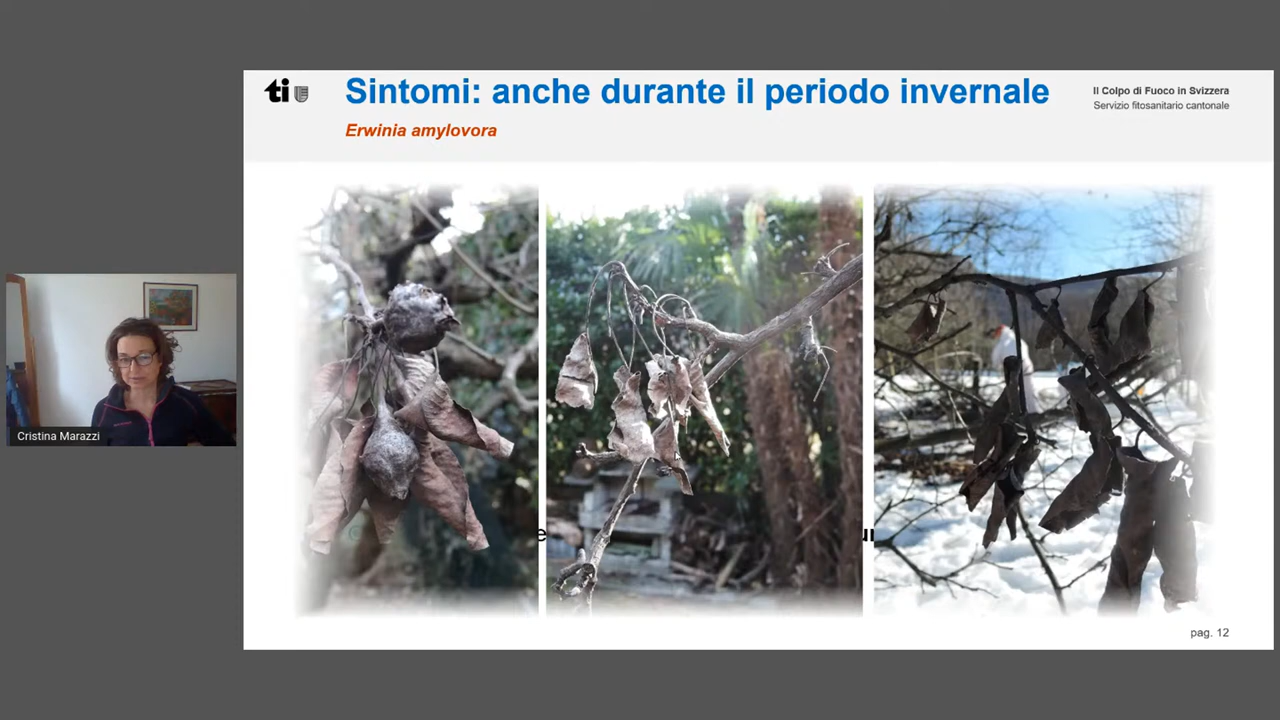 ti
Sintomi: anche durante il periodo invernale
Erwinia amylovora
Il Colpo di Fuoco in Svizzera
Servizio fitosanitario cantonale
Cristina Marazzi
pag. 12